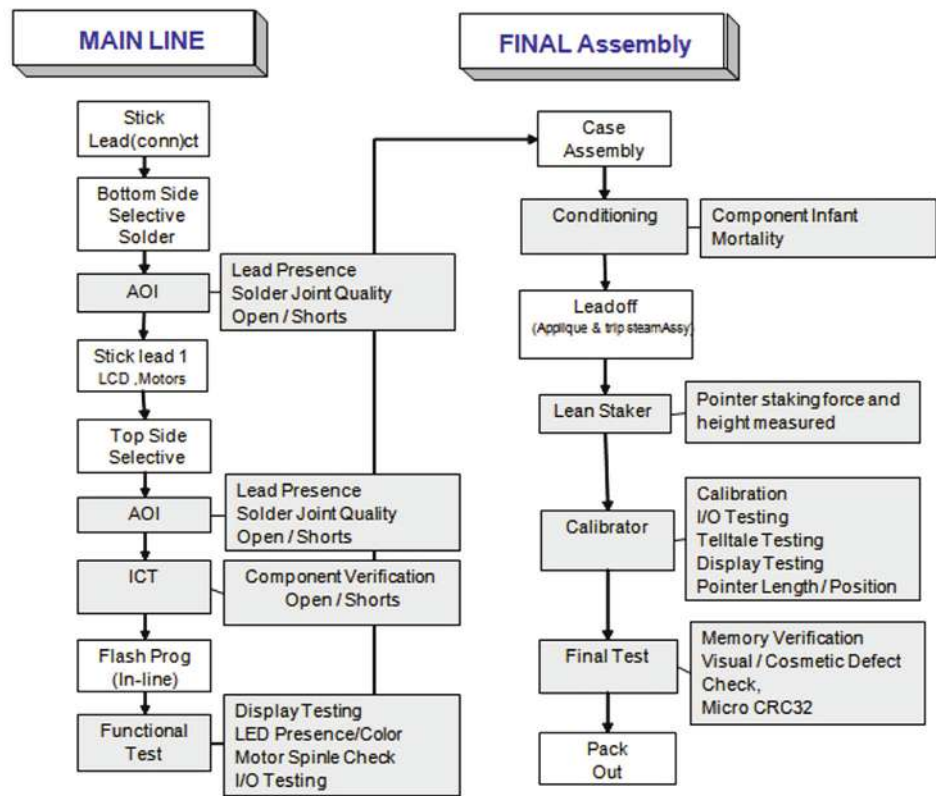 MAIN LINE
Stick
Lead(conn)ct
Bottom Side
Selective
Solder
AOI
Lead Presence
Solder Joint Quality
Open / Shorts
Stick lead 1
LCD ,Motors
Top Side
Selective
AOI
Lead Presence
Solder Joint Quality
Open / Shorts
ICT
Component Verification
Open / Shorts
Flash Prog
(In-line)
Functional
Test
Display Testing
LED Presence/Color
Motor Spinle Check
I/O Testing
FINAL Assembly
Case
Assembly
Conditioning
Component Infant
Mortality
Leadoff
(Applique & trip steamAssy)
Lean Staker
Pointer staking force and
height measured
Calibrator
Calibration
I/O Testing
Telltale Testing
Display Testing
Pointer Length / Position
Final Test
Memory Verification
Visual / Cosmetic Defect
Check,
Micro CRC32
Pack
Out